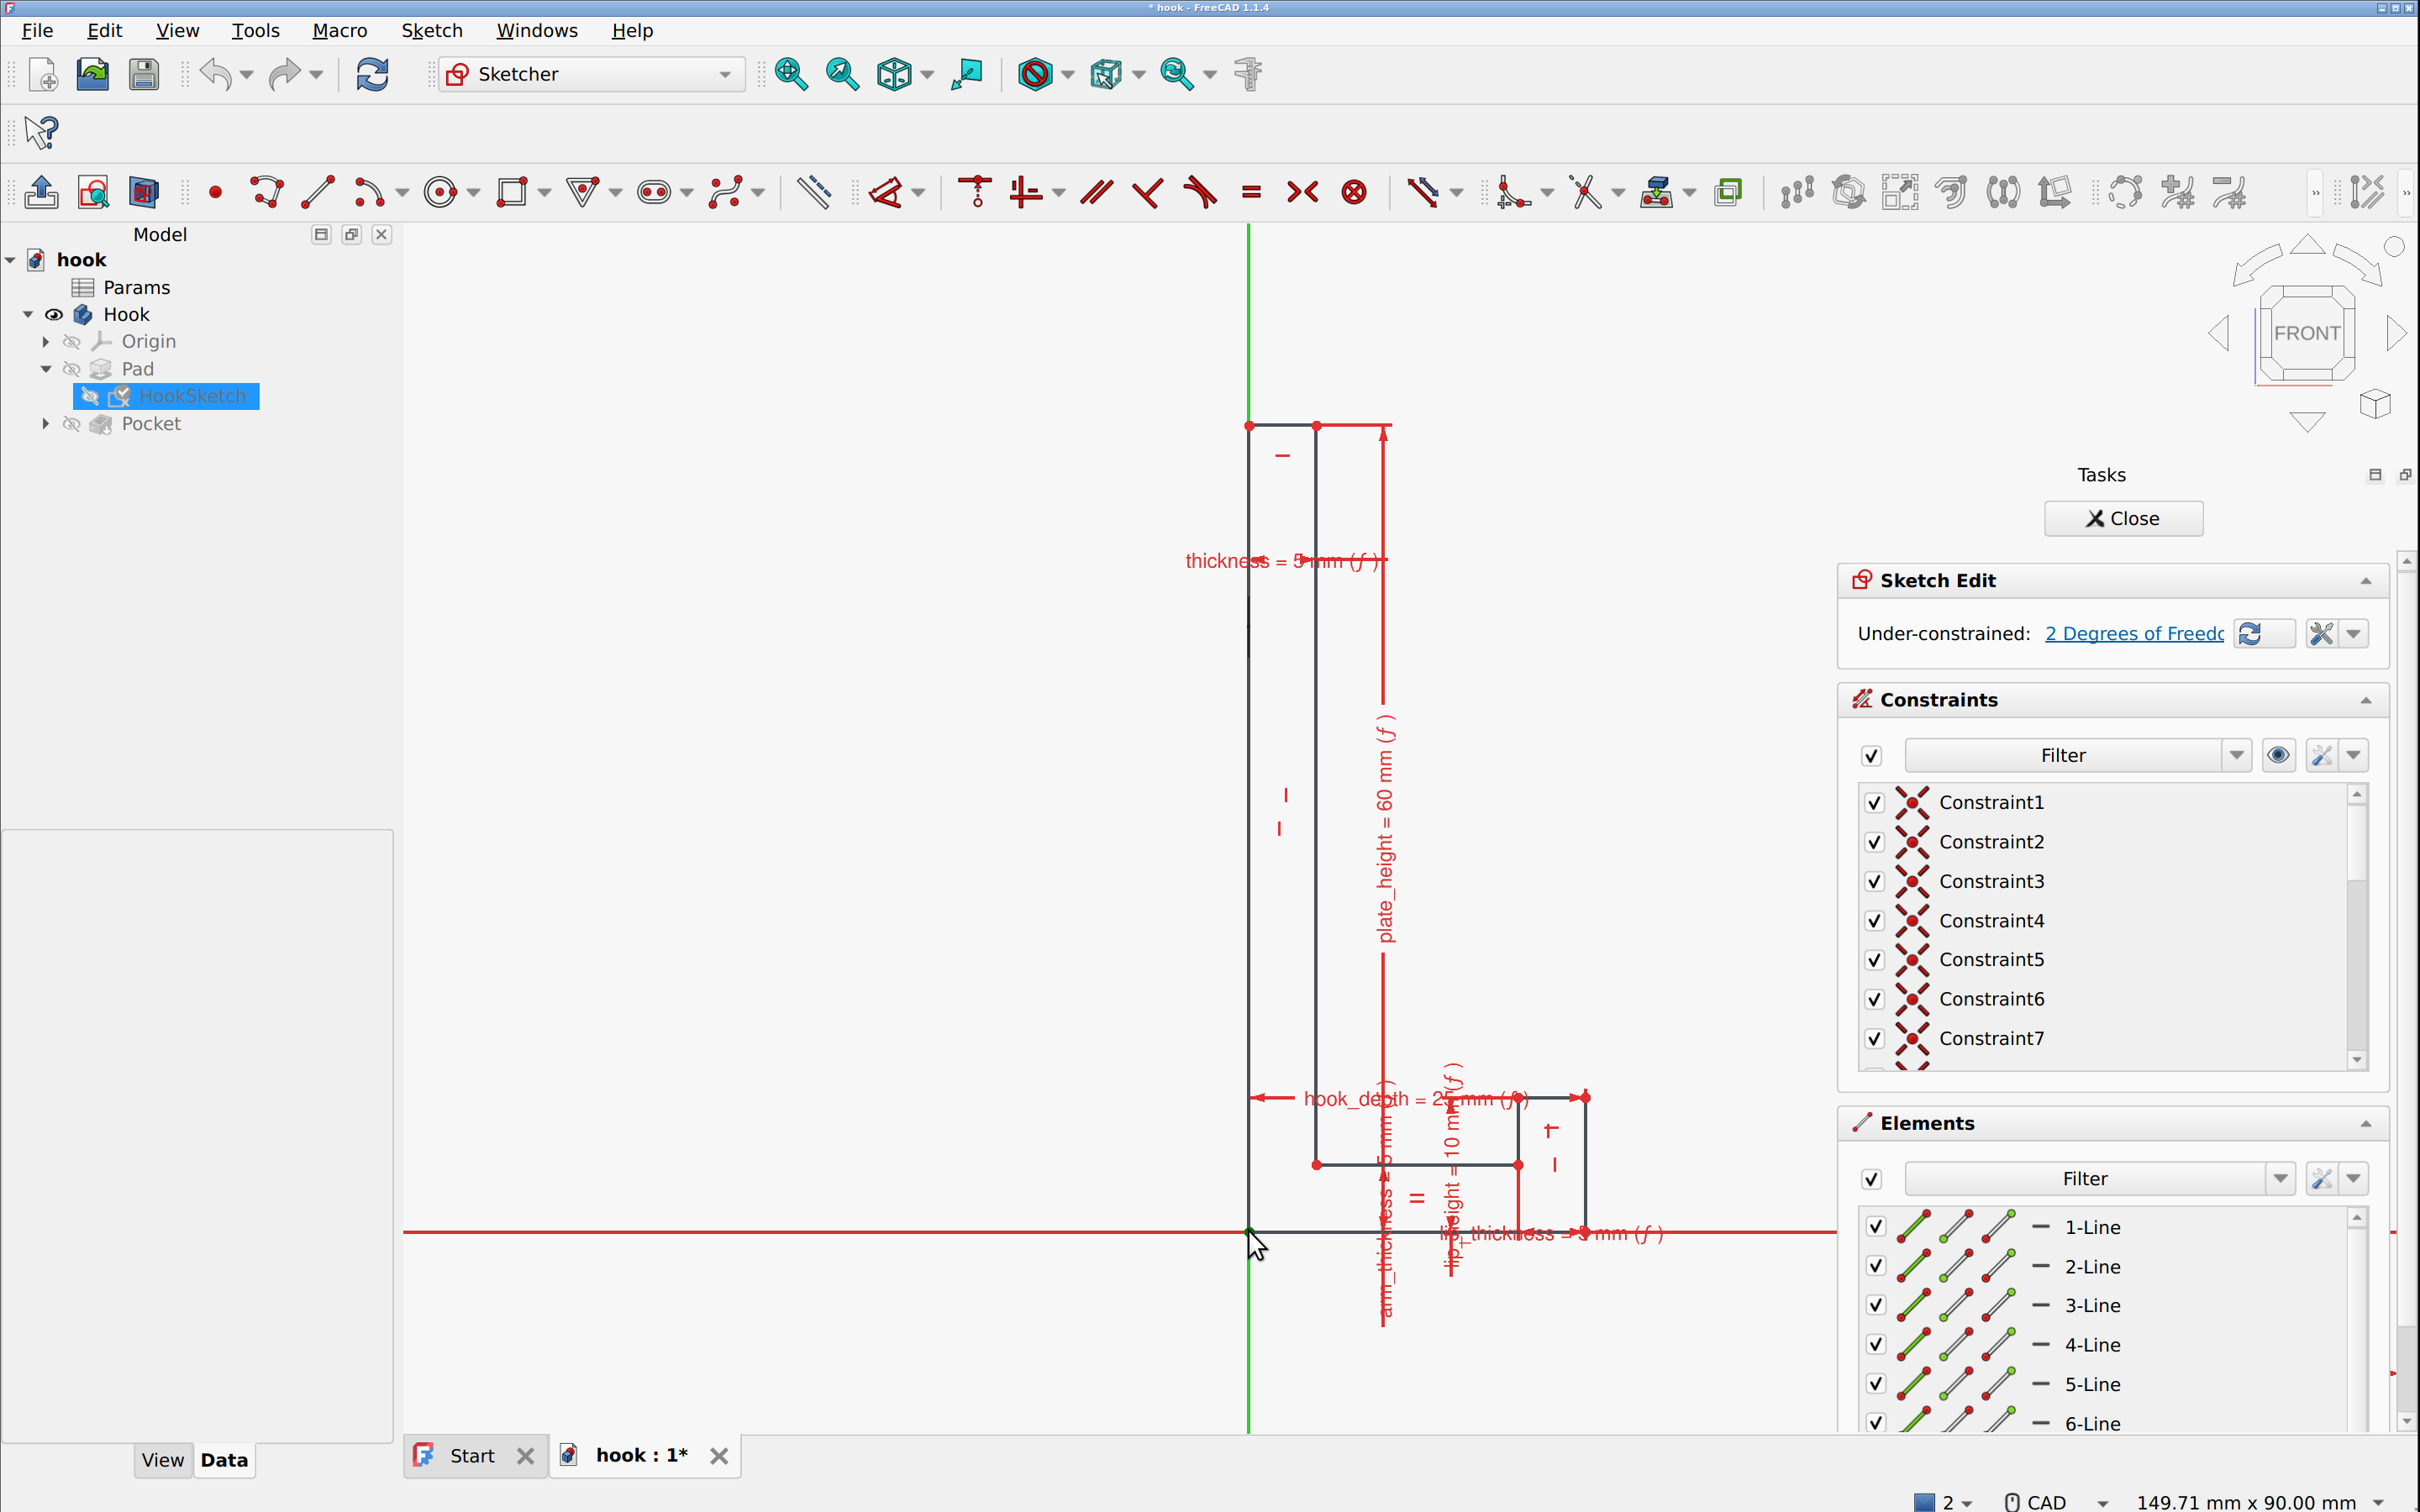 * hook - FreeCAD 1.1.4
File Edit View Tools Macro Sketch Windows Help
Sketcher
Model
hook
Params
Hook
Origin
Pad
HookSketch
Pocket
FRONT
Tasks
Close
Sketch Edit
Under-constrained: 2 Degrees of Freedo
Constraints
Filter
Constraint1
Constraint2
Constraint3
Constraint4
Constraint5
Constraint6
Constraint7
Elements
Filter
1-Line
2-Line
3-Line
4-Line
5-Line
6-Line
thickness = 5 mm (ƒ )
plate_height = 60 mm (ƒ )
hook_depth = 25 mm (ƒ )
lip_height = 10 mm (ƒ )
arm_thickness = 5 mm (ƒ )
lip_thickness = 5 mm (ƒ )
View Data
Start
hook : 1*
2
CAD
149.71 mm x 90.00 mm